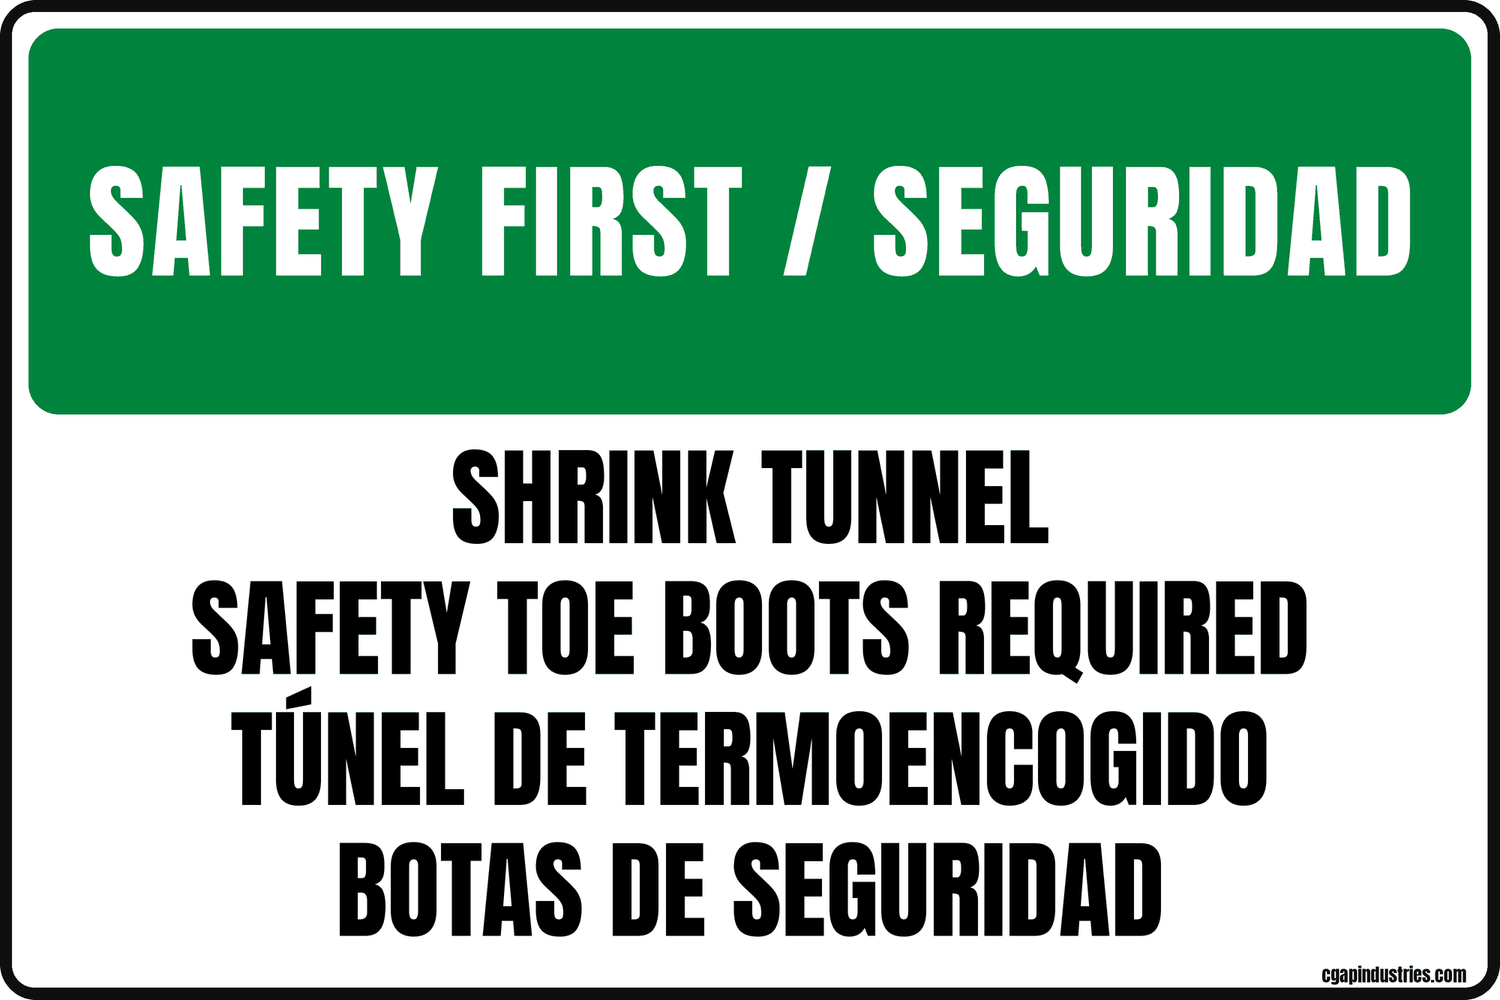 SAFETY FIRST / SEGURIDAD
SHRINK TUNNEL
SAFETY TOE BOOTS REQUIRED
TÚNEL DE TERMOENCOGIDO
BOTAS DE SEGURIDAD
cgapindustries.com